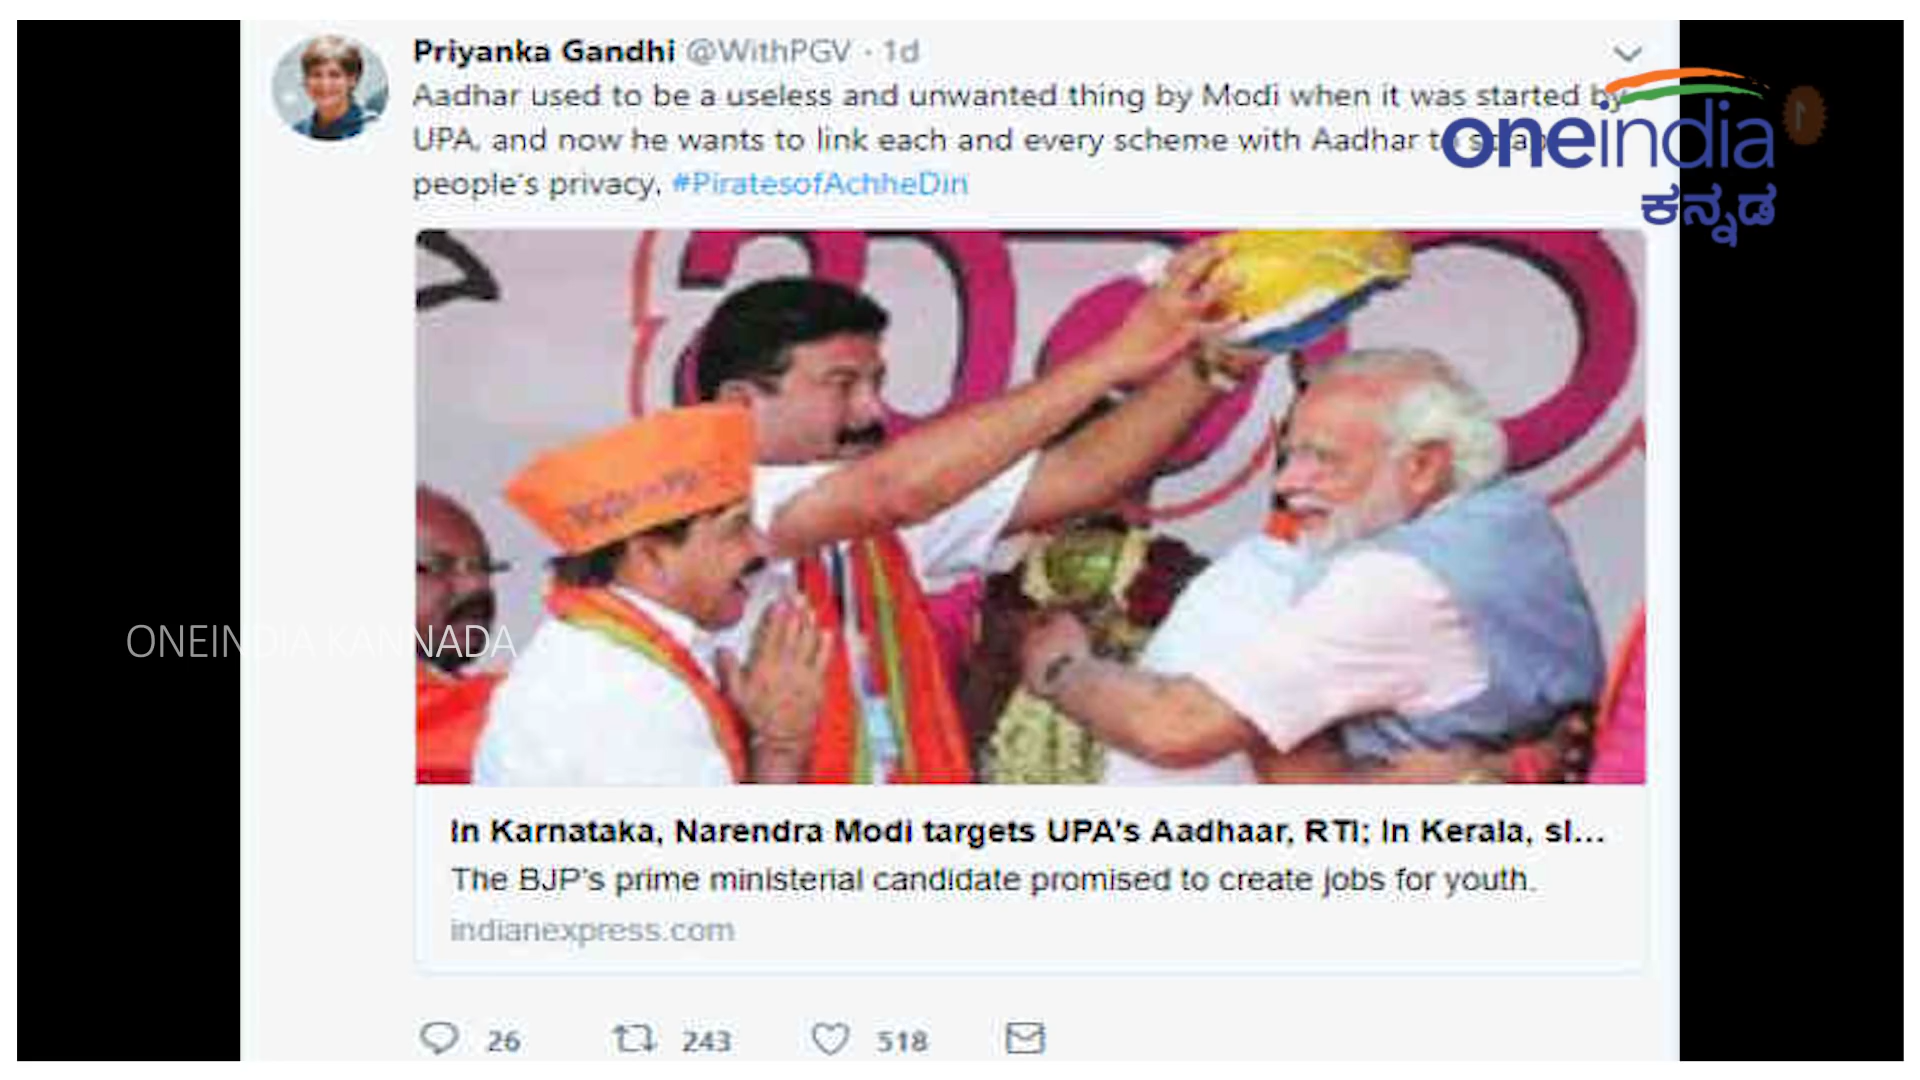 Priyanka Gandhi @WithPGV · 1d
Aadhar used to be a useless and unwanted thing by Modi when it was started by
UPA, and now he wants to link each and every scheme with Aadhar to
people's privacy. #PiratesofAchheDin
oneindia
ಕನ್ನಡ
ONEINDIA KANNADA
In Karnataka, Narendra Modi targets UPA's Aadhaar, RTI; In Kerala, sl...
The BJP's prime ministerial candidate promised to create jobs for youth.
indianexpress.com
26 243 518